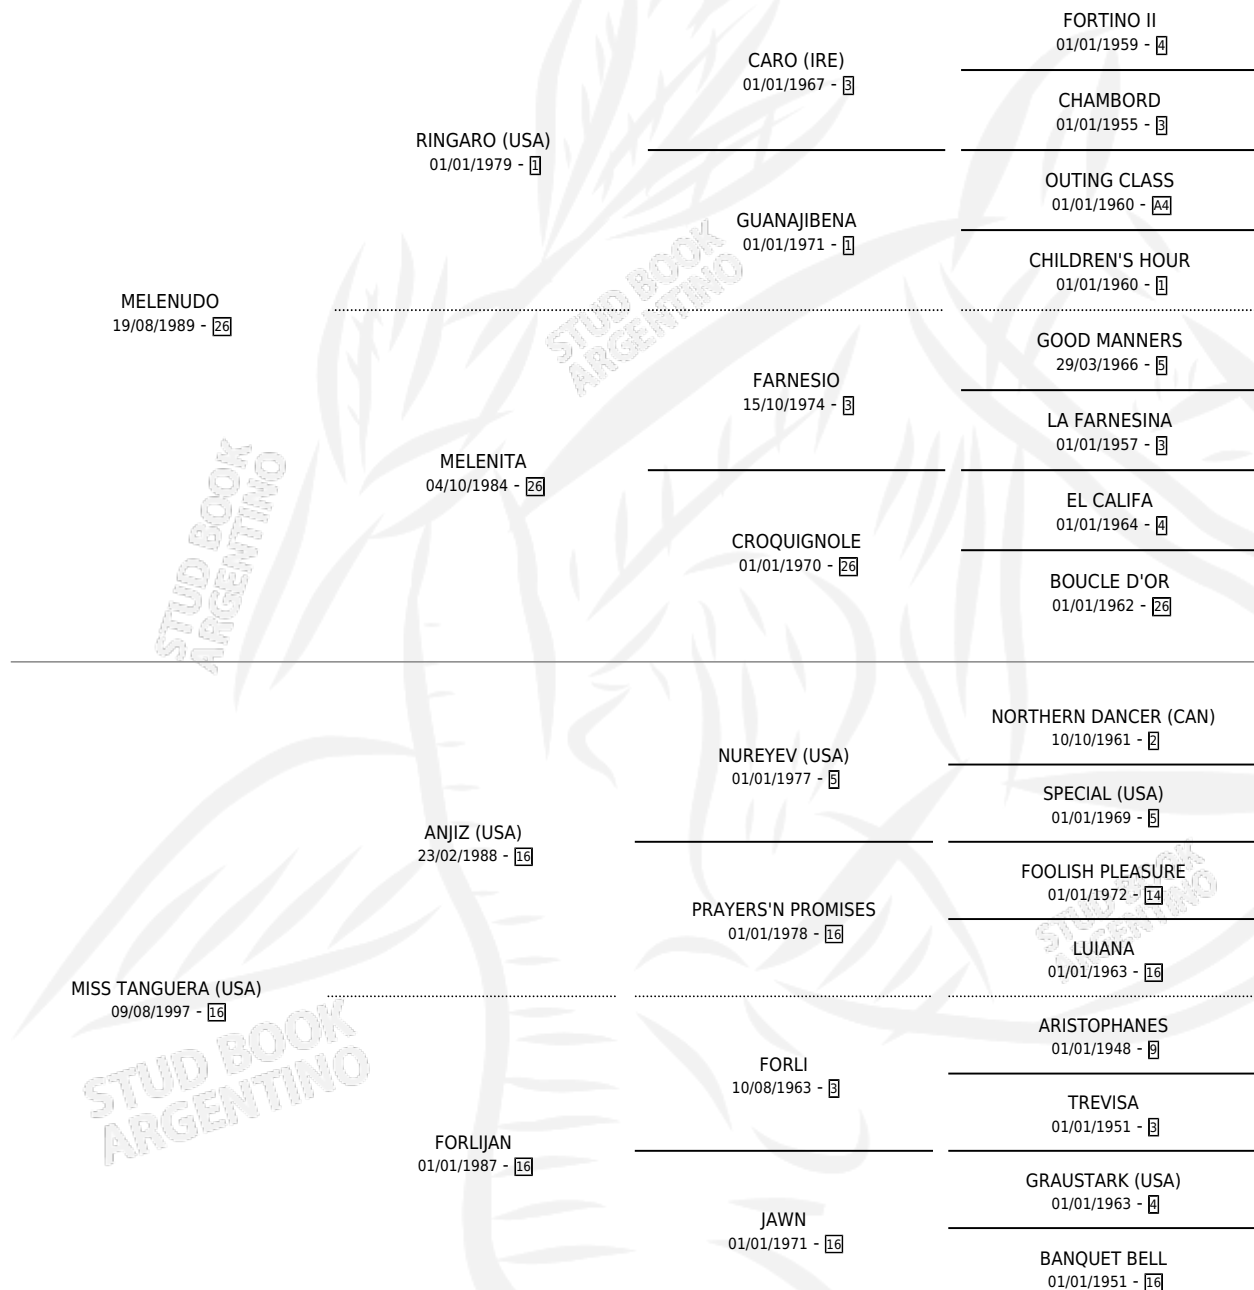 FORTINO II
01/01/1959 - 4
CARO (IRE)
01/01/1967 - 3
CHAMBORD
01/01/1955 - 3
RINGARO (USA)
01/01/1979 - 1
OUTING CLASS
01/01/1960 - A4
GUANAJIBENA
01/01/1971 - 1
CHILDREN'S HOUR
01/01/1960 - 1
MELENUDO
19/08/1989 - 26
GOOD MANNERS
29/03/1966 - 5
FARNESIO
15/10/1974 - 3
LA FARNESINA
01/01/1957 - 3
MELENITA
04/10/1984 - 26
EL CALIFA
01/01/1964 - 4
CROQUIGNOLE
01/01/1970 - 26
BOUCLE D'OR
01/01/1962 - 26
NORTHERN DANCER (CAN)
10/10/1961 - 2
NUREYEV (USA)
01/01/1977 - 5
SPECIAL (USA)
01/01/1969 - 5
ANJIZ (USA)
23/02/1988 - 16
FOOLISH PLEASURE
01/01/1972 - 14
PRAYERS'N PROMISES
01/01/1978 - 16
LUIANA
01/01/1963 - 16
MISS TANGUERA (USA)
09/08/1997 - 16
ARISTOPHANES
01/01/1948 - 9
FORLI
10/08/1963 - 3
TREVISA
01/01/1951 - 3
FORLIJAN
01/01/1987 - 16
GRAUSTARK (USA)
01/01/1963 - 4
JAWN
01/01/1971 - 16
BANQUET BELL
01/01/1951 - 16
STUD BOOK
ARGENTINO
STUD BOOK
ARGENTINO
STUD BOOK
ARGENTINO
STUD BOOK
ARGENTINO